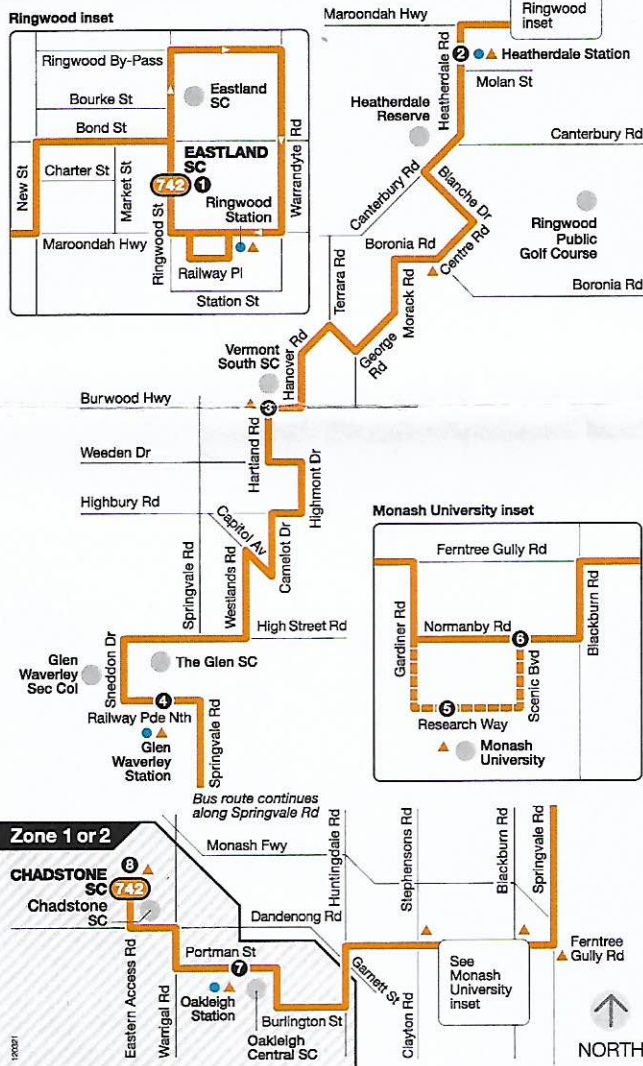 Ringwood inset
Ringwood By-Pass
Bourke St
Bond St
Eastland
SC
New St
Charter St
Market St
EASTLAND
SC
742
1
Ringwood
Station
Ringwood St
Warrandyte Rd
Maroondah Hwy
Railway Pl
Station St
Maroondah Hwy
Ringwood
inset
2
Heatherdale Station
Heatherdale Rd
Molan St
Heatherdale
Reserve
Canterbury Rd
Canterbury Rd
Blanche Dr
Ringwood
Public
Golf Course
Boronia Rd
Centre Rd
Terrara Rd
Morack Rd
Boronia Rd
George
Rd
Hanover Rd
Vermont
South SC
Burwood Hwy
3
Hartland Rd
Weeden Dr
Highmont Dr
Highbury Rd
Capitol Av
Camelot Dr
Springvale Rd
Westlands Rd
High Street Rd
Sneddon Dr
Glen
Waverley
Sec Col
The Glen SC
4
Railway Pde Nth
Glen
Waverley
Station
Springvale Rd
Bus route continues
along Springvale Rd
Monash University inset
Ferntree Gully Rd
Gardiner Rd
Normanby Rd
6
Blackburn Rd
Scenic Bvd
5
Research Way
Monash
University
Zone 1 or 2
8
CHADSTONE
SC
742
Chadstone
SC
Monash Fwy
Huntingdale Rd
Stephensons Rd
Blackburn Rd
Springvale Rd
Dandenong Rd
Portman St
7
Eastern Access Rd
Warrigal Rd
Oakleigh
Station
Oakleigh
Central SC
Burlington St
Garnett St
Clayton Rd
See
Monash
University
inset
Ferntree
Gully Rd
NORTH
120321